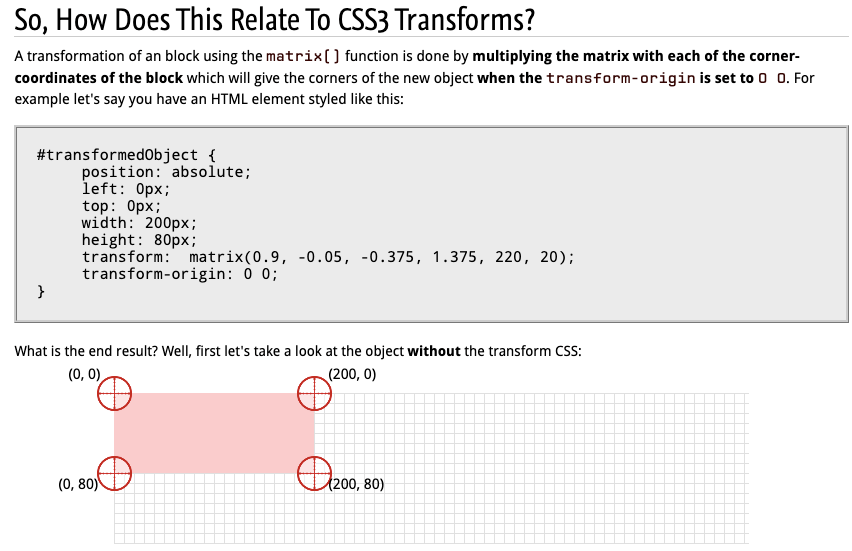 So, How Does This Relate To CSS3 Transforms?
A transformation of an block using the matrix() function is done by multiplying the matrix with each of the corner-
coordinates of the block which will give the corners of the new object when the transform-origin is set to 0 0. For
example let's say you have an HTML element styled like this:
#transformedObject {
position: absolute;
left: 0px;
top: 0px;
width: 200px;
height: 80px;
transform:  matrix(0.9, -0.05, -0.375, 1.375, 220, 20);
transform-origin: 0 0;
}
What is the end result? Well, first let's take a look at the object without the transform CSS:
(0, 0)
(200, 0)
(0, 80)
(200, 80)